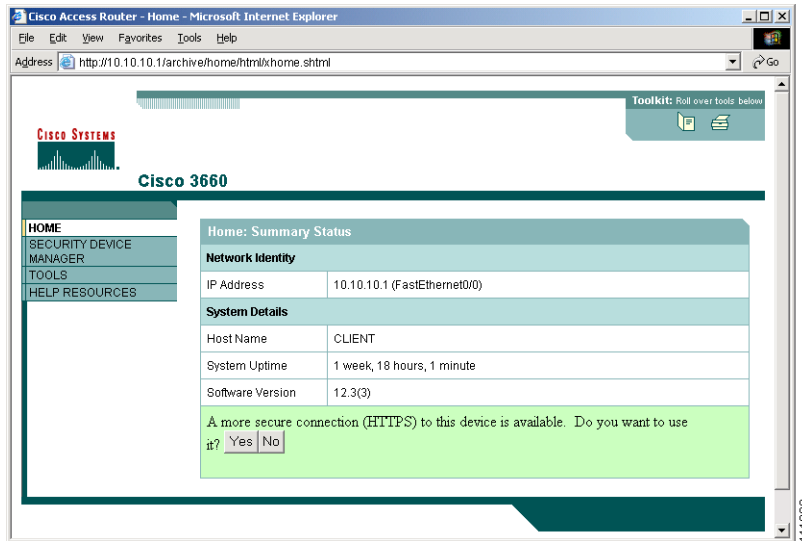 Cisco Access Router - Home - Microsoft Internet Explorer
File Edit View Favorites Tools Help
Address http://10.10.10.1/archive/home/html/xhome.shtml Go
Toolkit: Roll over tools below
CISCO SYSTEMS
Cisco 3660
HOME
SECURITY DEVICE
MANAGER
TOOLS
HELP RESOURCES
Home: Summary Status
Network Identity
IP Address 10.10.10.1 (FastEthernet0/0)
System Details
Host Name CLIENT
System Uptime 1 week, 18 hours, 1 minute
Software Version 12.3(3)
A more secure connection (HTTPS) to this device is available. Do you want to use
it? Yes No